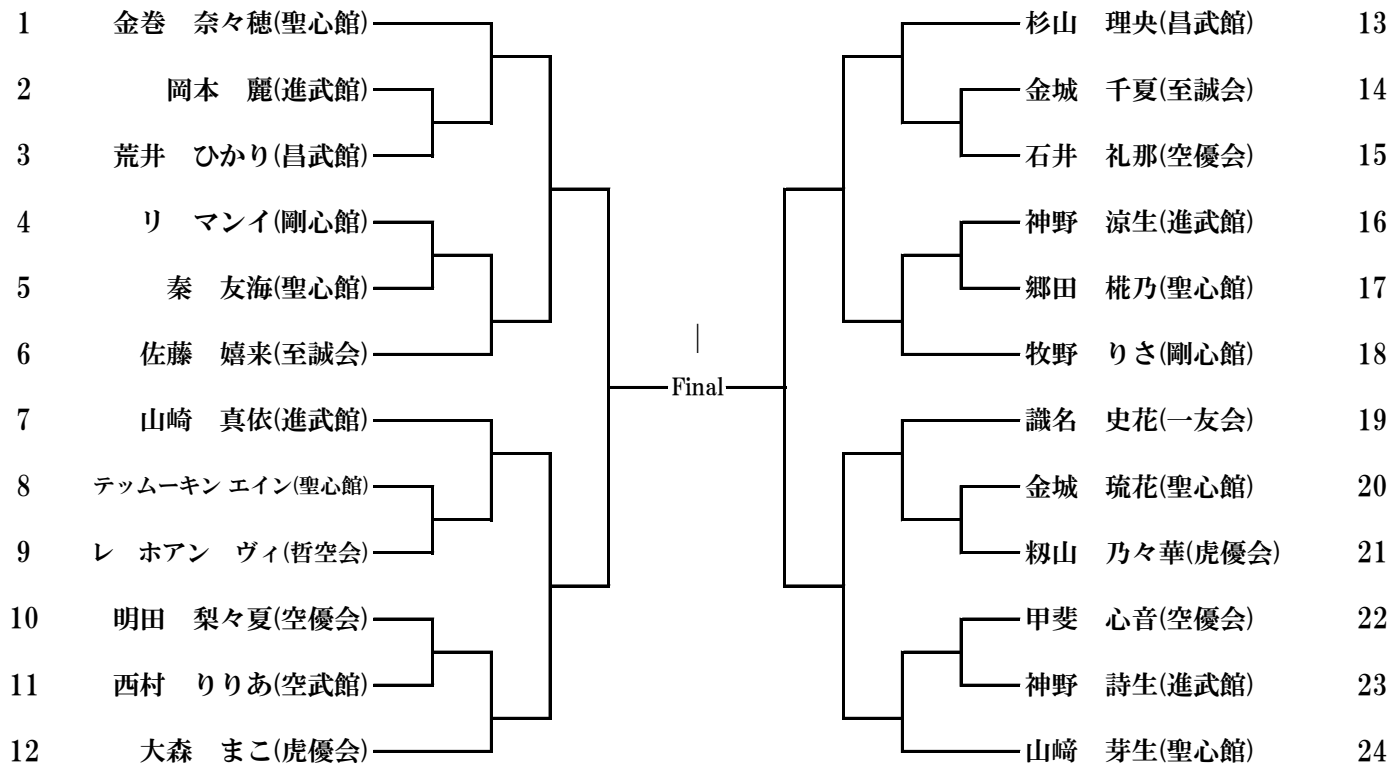 1 金巻　奈々穂(聖心館)
2 岡本　麗(進武館)
3 荒井　ひかり(昌武館)
4 リ　マンイ(剛心館)
5 秦　友海(聖心館)
6 佐藤　嬉来(至誠会)
7 山崎　真依(進武館)
8 テッムーキン エイン(聖心館)
9 レ　ホアン　ヴィ(哲空会)
10 明田　梨々夏(空優会)
11 西村　りりあ(空武館)
12 大森　まこ(虎優会)
Final
杉山　理央(昌武館) 13
金城　千夏(至誠会) 14
石井　礼那(空優会) 15
神野　涼生(進武館) 16
郷田　椛乃(聖心館) 17
牧野　りさ(剛心館) 18
識名　史花(一友会) 19
金城　琉花(聖心館) 20
籾山　乃々華(虎優会) 21
甲斐　心音(空優会) 22
神野　詩生(進武館) 23
山﨑　芽生(聖心館) 24